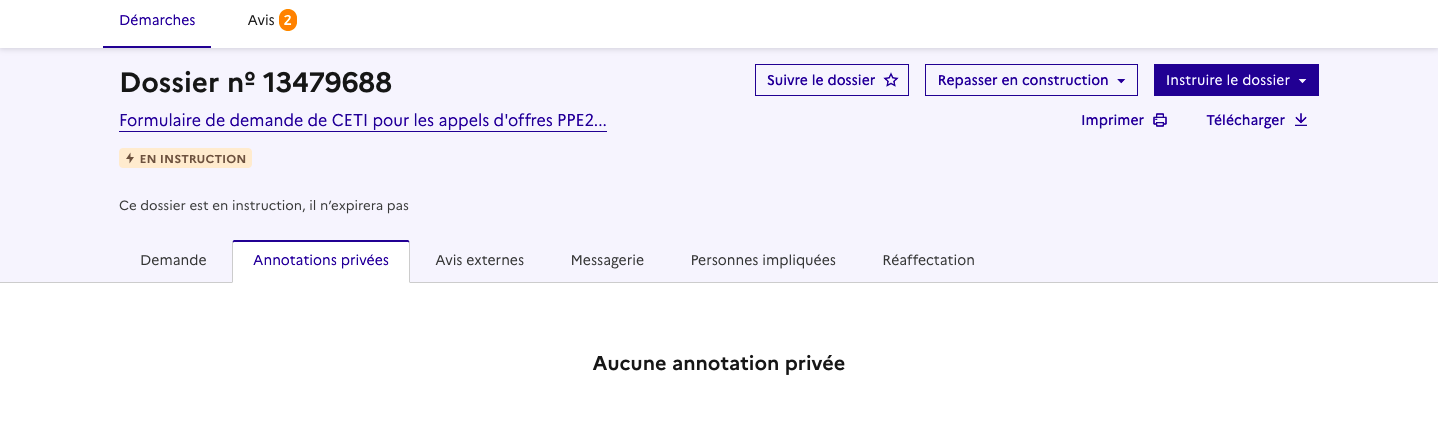 Démarches Avis 2
Dossier nº 13479688
Suivre le dossier Repasser en construction Instruire le dossier
Formulaire de demande de CETI pour les appels d'offres PPE2...
Imprimer Télécharger
EN INSTRUCTION
Ce dossier est en instruction, il n’expirera pas
Demande Annotations privées Avis externes Messagerie Personnes impliquées Réaffectation
Aucune annotation privée